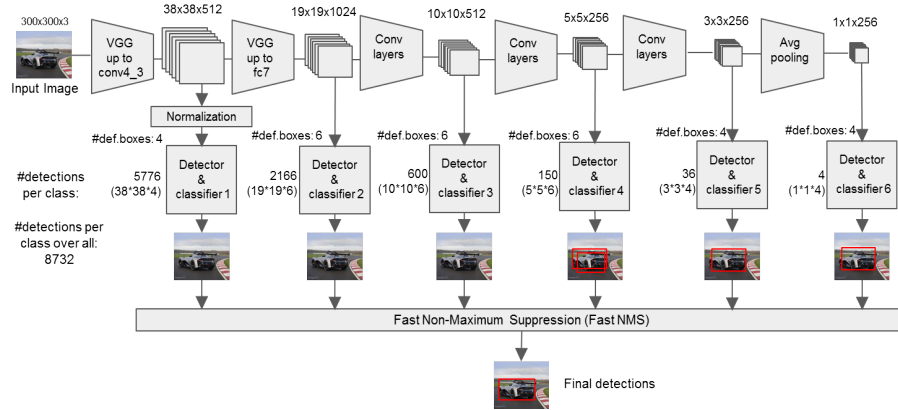 300x300x3
38x38x512
19x19x1024
10x10x512
5x5x256
3x3x256
1x1x256
VGG
up to
conv4_3
VGG
up to
fc7
Conv
layers
Conv
layers
Conv
layers
Avg
pooling
Input Image
Normalization
#def.boxes: 4
#def.boxes: 6
#def.boxes: 6
#def.boxes: 6
#def.boxes: 4
#def.boxes: 4
#detections
per class:
5776
(38*38*4)
Detector
&
classifier 1
2166
(19*19*6)
Detector
&
classifier 2
600
(10*10*6)
Detector
&
classifier 3
150
(5*5*6)
Detector
&
classifier 4
36
(3*3*4)
Detector
&
classifier 5
4
(1*1*4)
Detector
&
classifier 6
#detections per
class over all:
8732
Fast Non-Maximum Suppression (Fast NMS)
Final detections